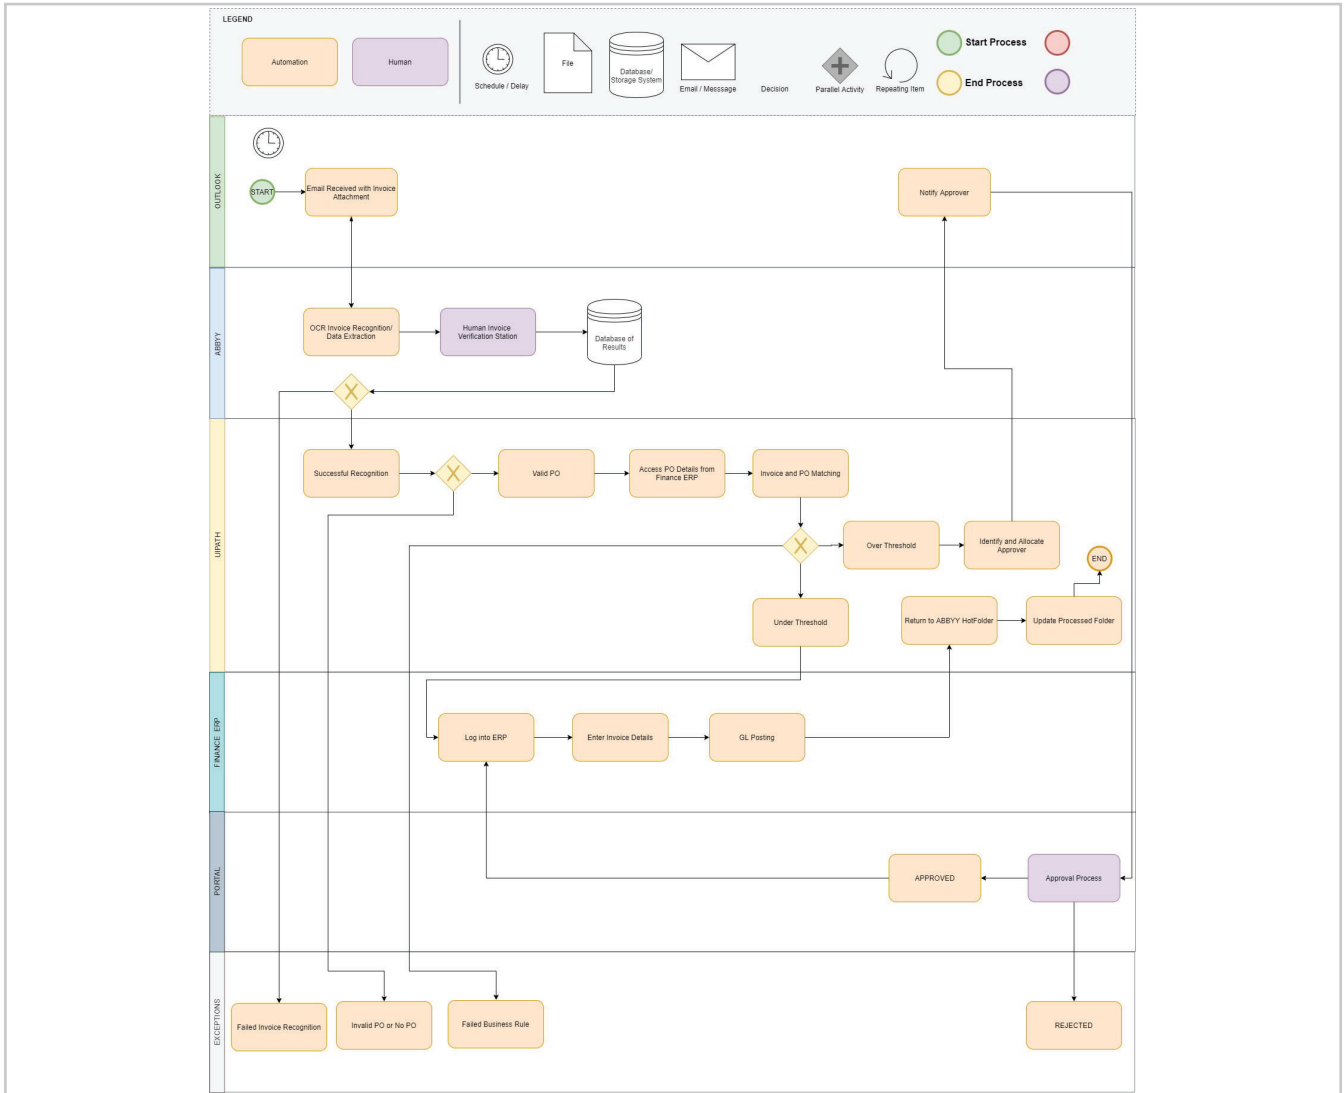 LEGEND
Automation
Human
Schedule / Delay
File
Database/
Storage System
Email / Messsage
Decision
Parallel Activity
Repeating Item
Start Process
End Process
OUTLOOK
START
Email Received with Invoice
Attachment
Notify Approver
ABBYY
OCR Invoice Recognition/
Data Extraction
Human Invoice
Verification Station
Database of
Results
UIPATH
Successful Recognition
Valid PO
Access PO Details from
Finance ERP
Invoice and PO Matching
Over Threshold
Identify and Allocate
Approver
END
Under Threshold
Return to ABBYY HotFolder
Update Processed Folder
FINANCE ERP
Log into ERP
Enter Invoice Details
GL Posting
PORTAL
APPROVED
Approval Process
EXCEPTIONS
Failed Invoice Recognition
Invalid PO or No PO
Failed Business Rule
REJECTED